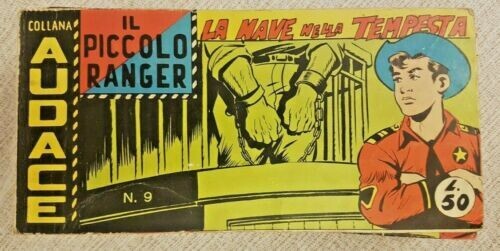 COLLANA
AUDACE
IL
PICCOLO
RANGER
LA NAVE NELLA TEMPESTA
N. 9
L.
50